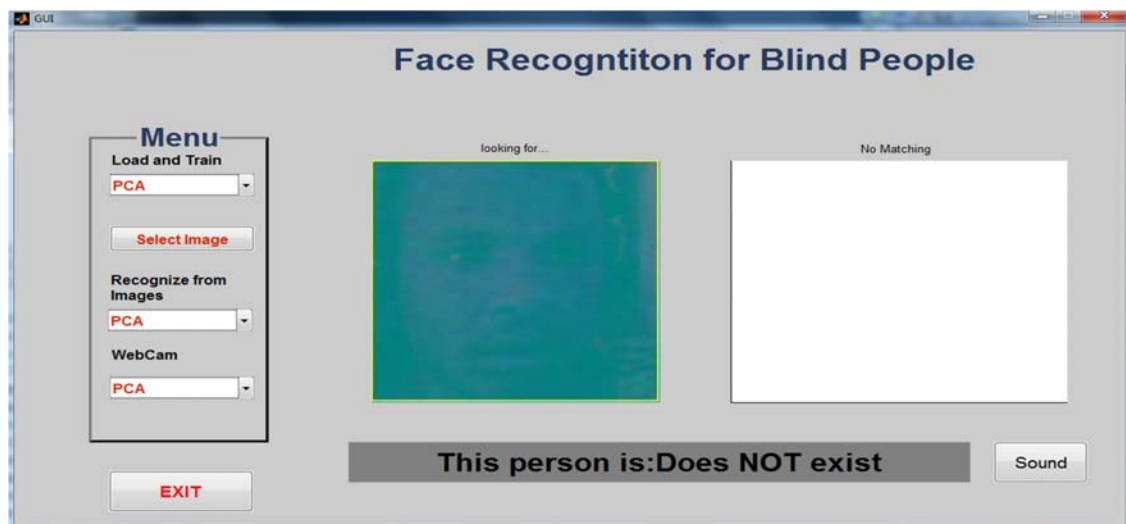 GUI
Face Recogntiton for Blind People
Menu
Load and Train
PCA
Select Image
Recognize from
Images
PCA
WebCam
PCA
EXIT
looking for...
No Matching
This person is:Does NOT exist
Sound